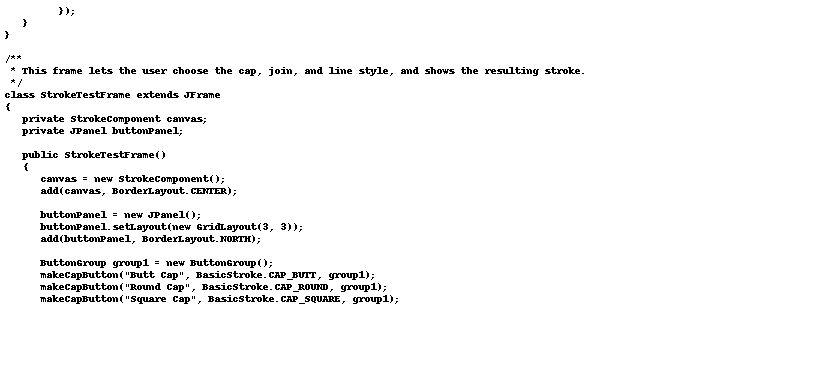 });
   }
}

/**
 * This frame lets the user choose the cap, join, and line style, and shows the resulting stroke.
 */
class StrokeTestFrame extends JFrame
{
   private StrokeComponent canvas;
   private JPanel buttonPanel;

   public StrokeTestFrame()
   {
      canvas = new StrokeComponent();
      add(canvas, BorderLayout.CENTER);

      buttonPanel = new JPanel();
      buttonPanel.setLayout(new GridLayout(3, 3));
      add(buttonPanel, BorderLayout.NORTH);

      ButtonGroup group1 = new ButtonGroup();
      makeCapButton("Butt Cap", BasicStroke.CAP_BUTT, group1);
      makeCapButton("Round Cap", BasicStroke.CAP_ROUND, group1);
      makeCapButton("Square Cap", BasicStroke.CAP_SQUARE, group1);